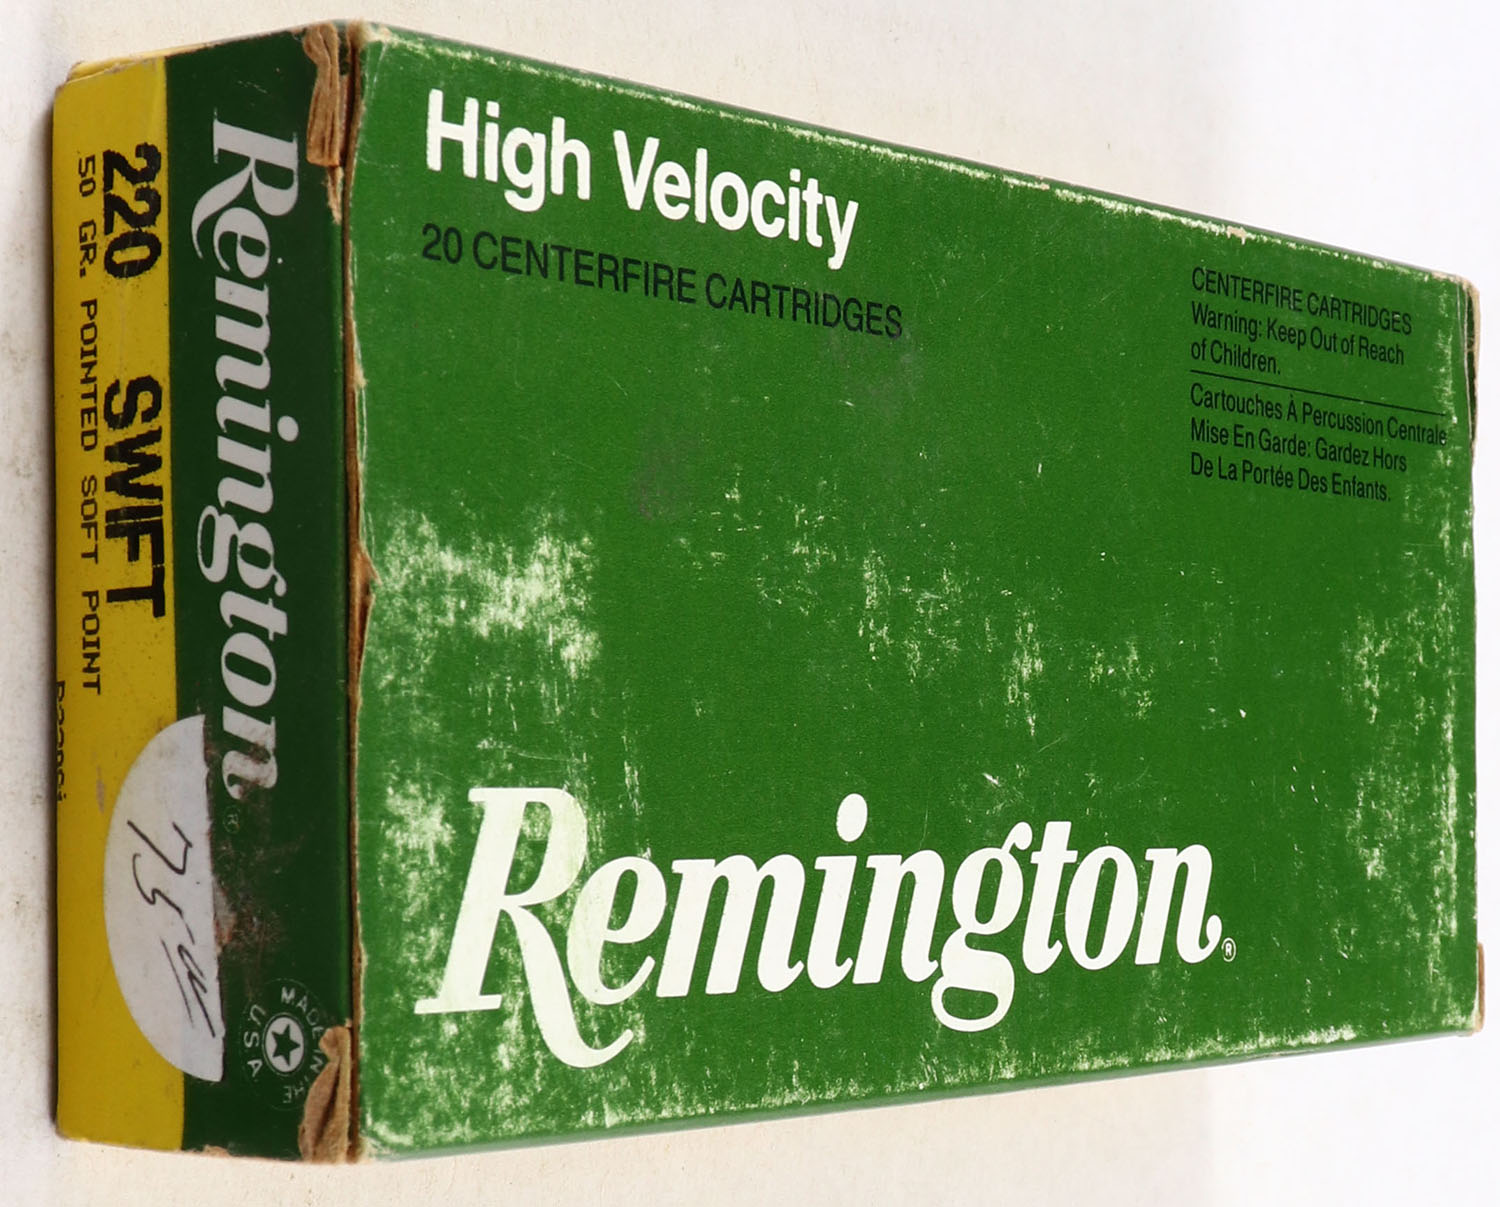 High Velocity
20 CENTERFIRE CARTRIDGES
CENTERFIRE CARTRIDGES
Warning: Keep Out of Reach
of Children.
Cartouches À Percussion Centrale
Mise En Garde: Gardez Hors
De La Portée Des Enfants.
Remington®
Remington®
220 SWIFT
50 GR. POINTED SOFT POINT
MADE IN THE
U.S.A.